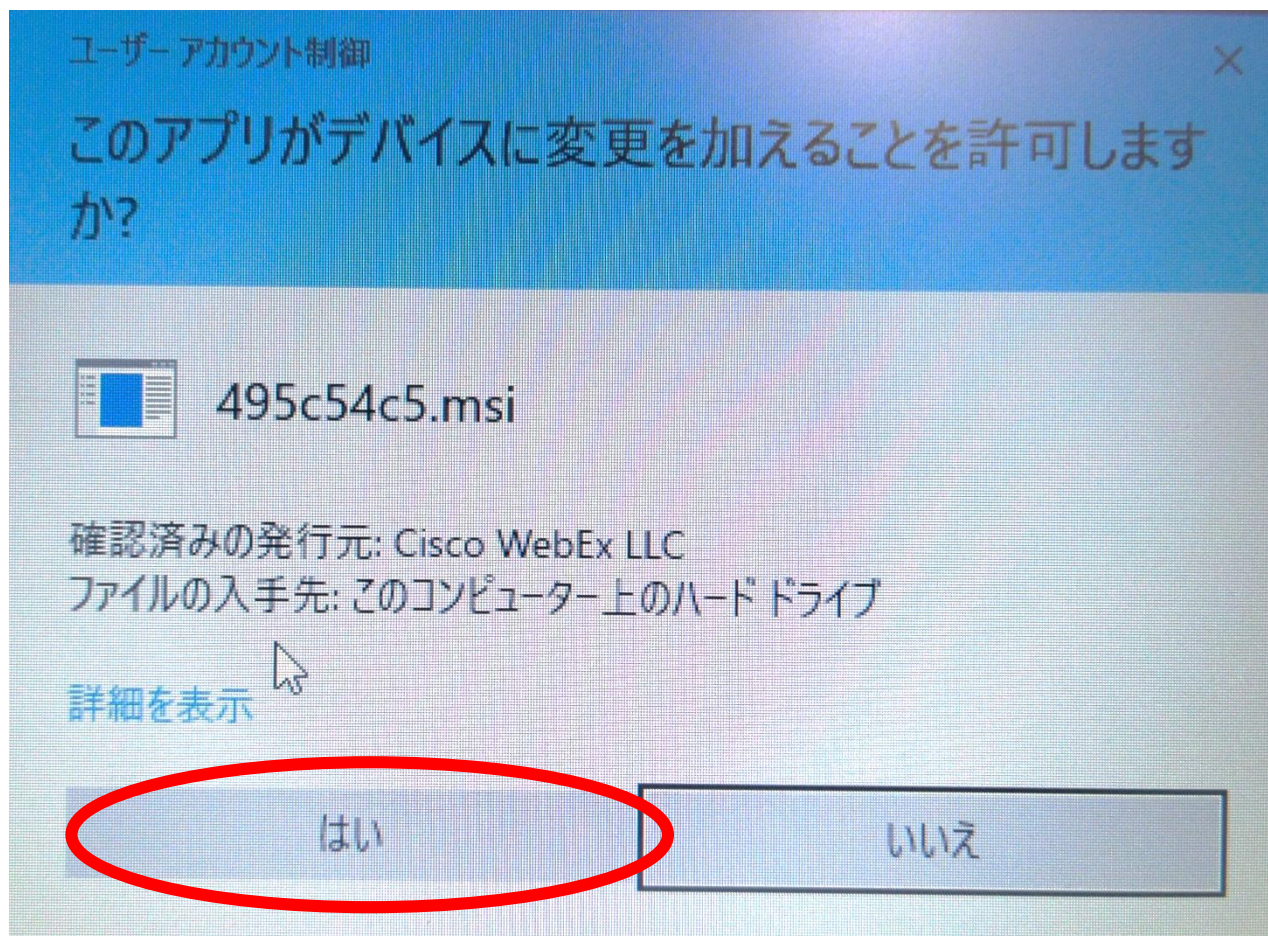 ユーザー アカウント制御
このアプリがデバイスに変更を加えることを許可します
か?
495c54c5.msi
確認済みの発行元: Cisco WebEx LLC
ファイルの入手先: このコンピューター上のハード ドライブ
詳細を表示
はい
いいえ